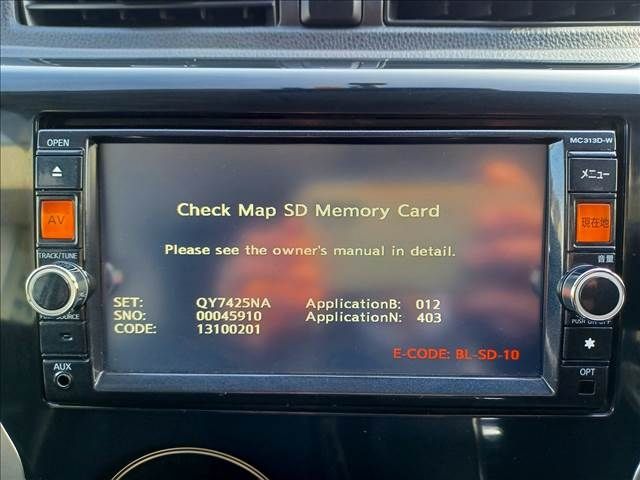 OPEN
MC313D-W
メニュー
AV
現在地
TRACK/TUNE
音量
AUX
OPT
Check Map SD Memory Card
Please see the owner's manual in detail.
SET: QY7425NA ApplicationB: 012
SNO: 00045910 ApplicationN: 403
CODE: 13100201
E-CODE: BL-SD-10